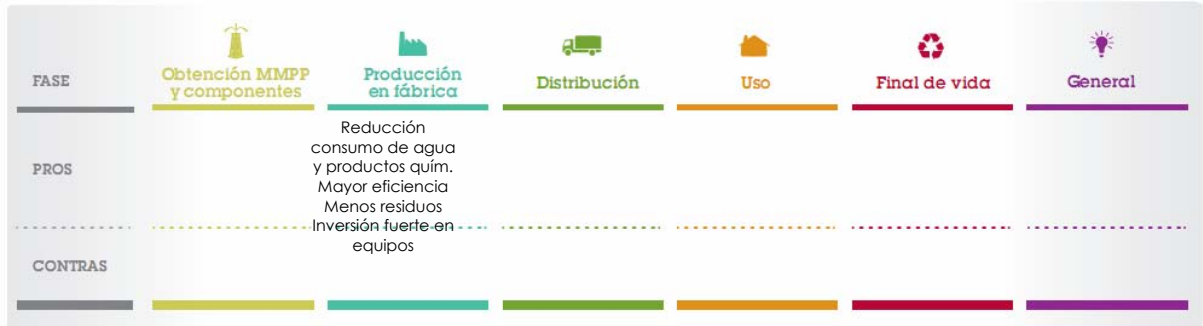 FASE
Obtención MMPP
y componentes
Producción
en fábrica
Distribución
Uso
Final de vida
General
PROS
Reducción
consumo de agua
y productos quím.
Mayor eficiencia
Menos residuos
Inversión fuerte en
equipos
CONTRAS